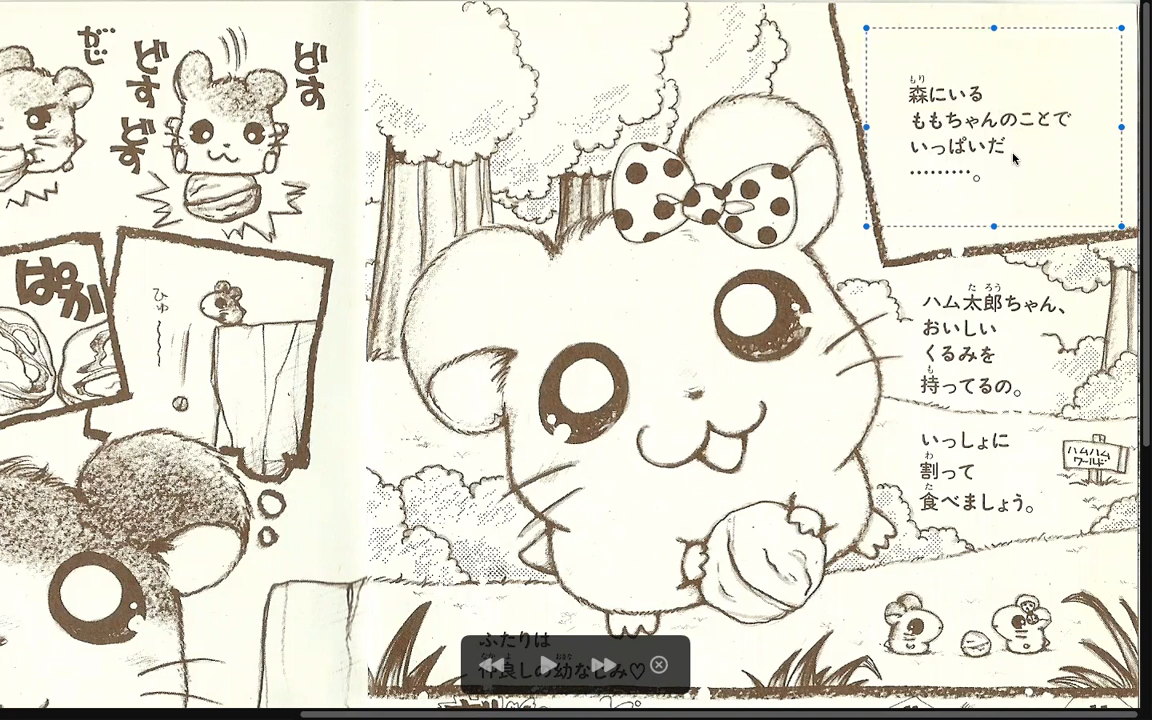 森にいる
ももちゃんのことで
いっぱいだ
………。
ハム太郎ちゃん、
おいしい
くるみを
持ってるの。
いっしょに
割って
食べましょう。
ハムハム
ワールド
ふたりは
仲良しの幼なじみ♡
どす
どす
どす
がじ
ぱか
ひゅ〜